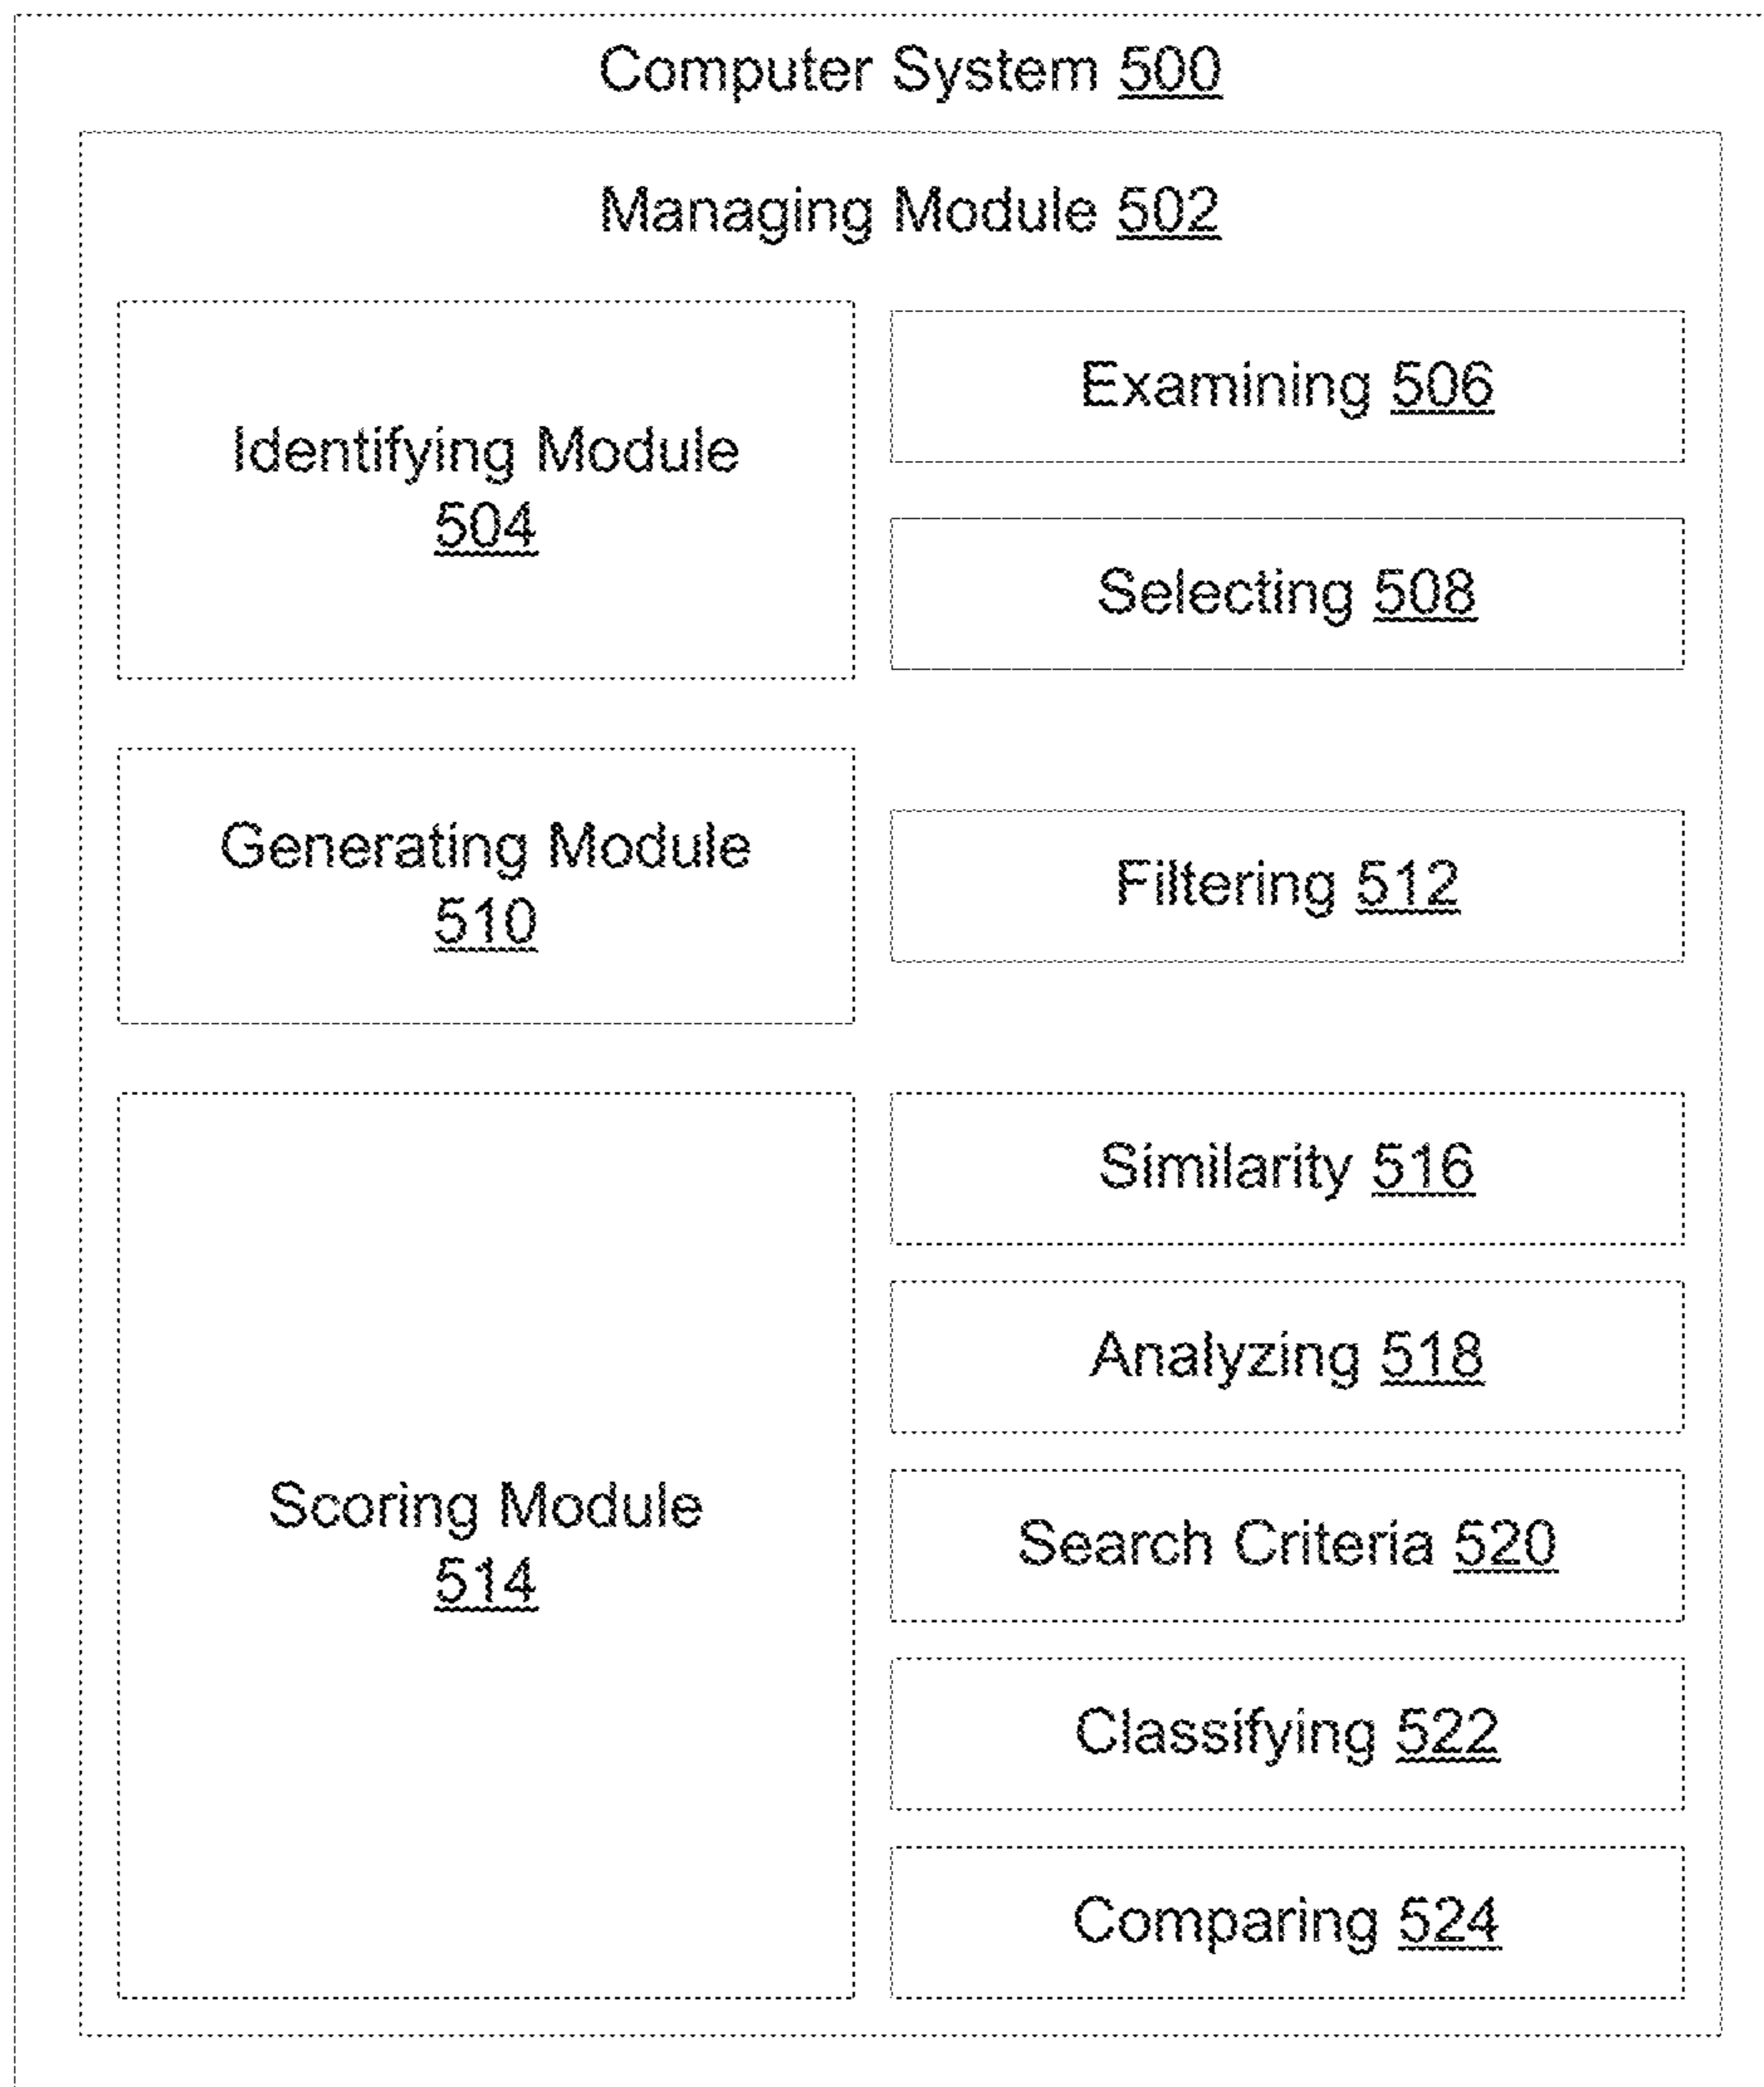 Computer System 500
Managing Module 502
Identifying Module
504
Examining 506
Selecting 508
Generating Module
510
Filtering 512
Scoring Module
514
Similarity 516
Analyzing 518
Search Criteria 520
Classifying 522
Comparing 524